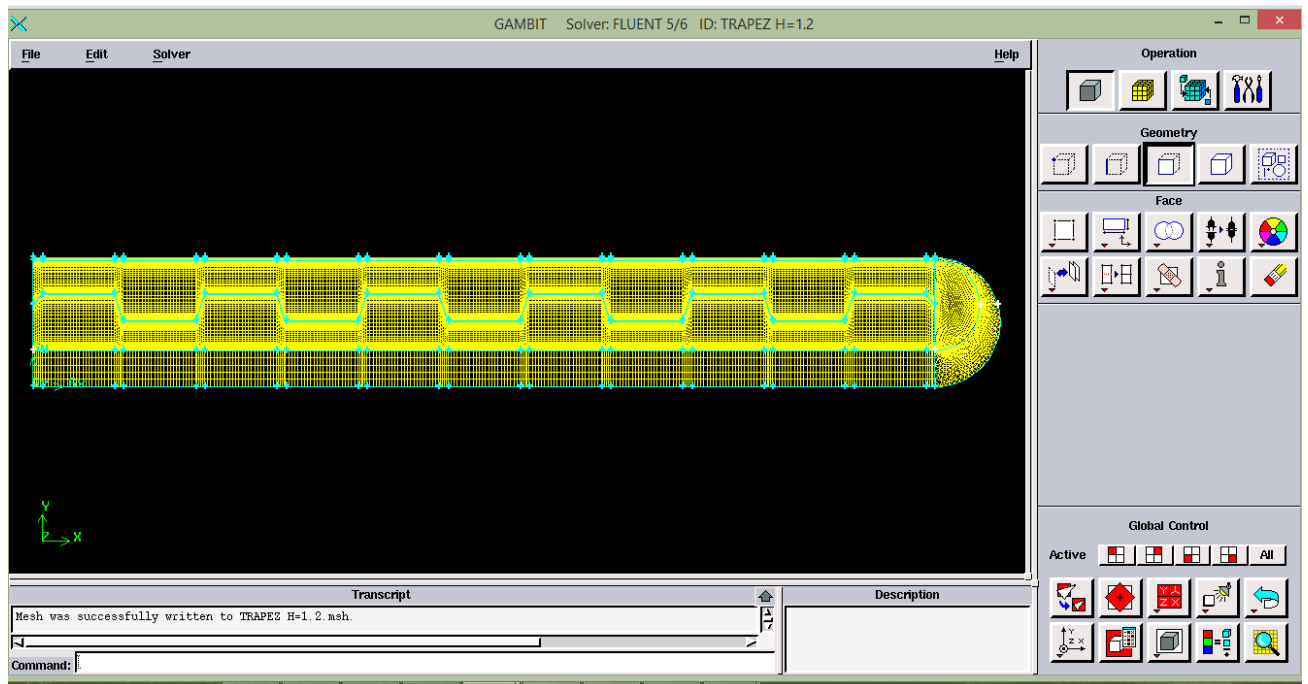 GAMBIT Solver: FLUENT 5/6 ID: TRAPEZ H=1.2
File Edit Solver Help
Operation
Geometry
Face
Y
Z X
Global Control
Active All
Transcript
Description
Mesh was successfully written to TRAPEZ H=1.2.msh.
Command: